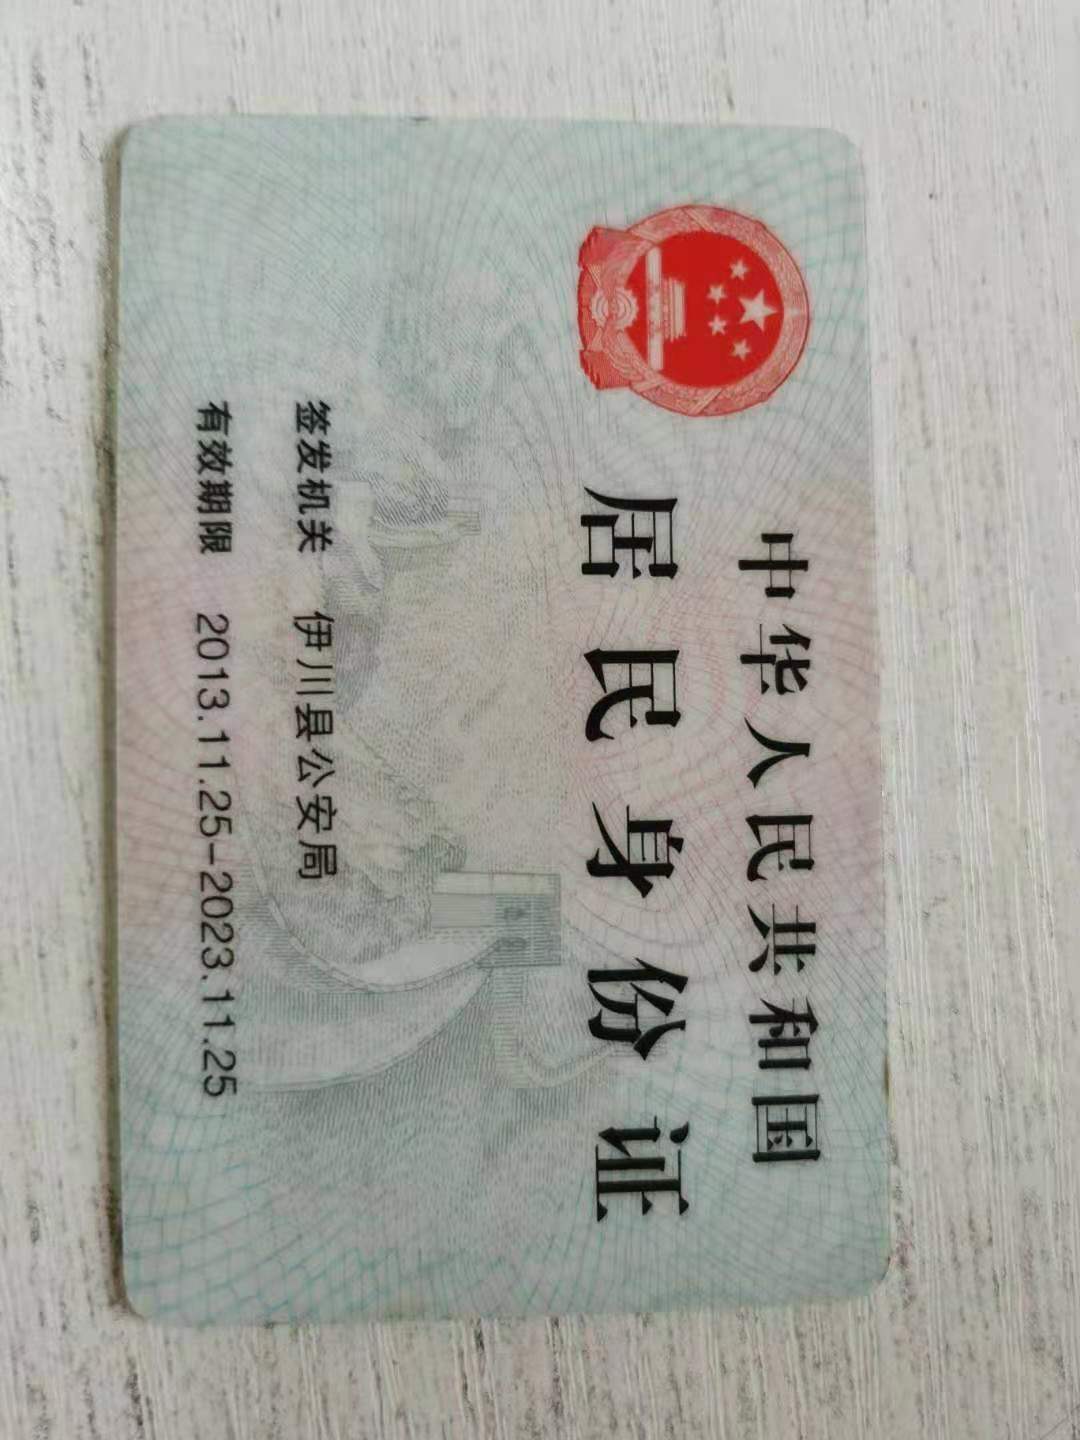 中华人民共和国
居民身份证
签发机关 伊川县公安局
有效期限 2013.11.25-2023.11.25